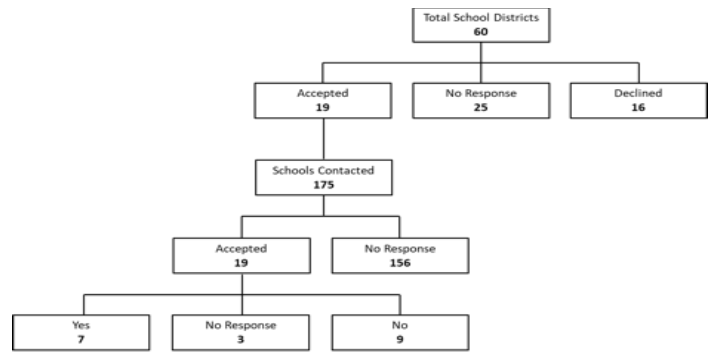 Total School Districts
60
Accepted
19
No Response
25
Declined
16
Schools Contacted
175
Accepted
19
No Response
156
Yes
7
No Response
3
No
9